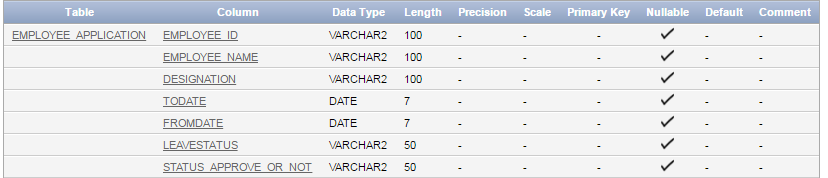 Table Column Data Type Length Precision Scale Primary Key Nullable Default Comment
EMPLOYEE_APPLICATION EMPLOYEE_ID VARCHAR2 100 - - - ✓ - -
EMPLOYEE_NAME VARCHAR2 100 - - - ✓ - -
DESIGNATION VARCHAR2 100 - - - ✓ - -
TODATE DATE 7 - - - ✓ - -
FROMDATE DATE 7 - - - ✓ - -
LEAVESTATUS VARCHAR2 50 - - - ✓ - -
STATUS_APPROVE_OR_NOT VARCHAR2 50 - - - ✓ - -